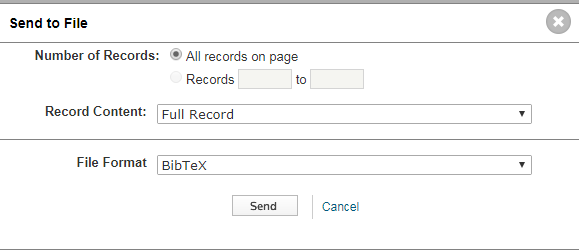 Send to File
Number of Records: All records on page
Records to
Record Content: Full Record
File Format BibTeX
Send Cancel